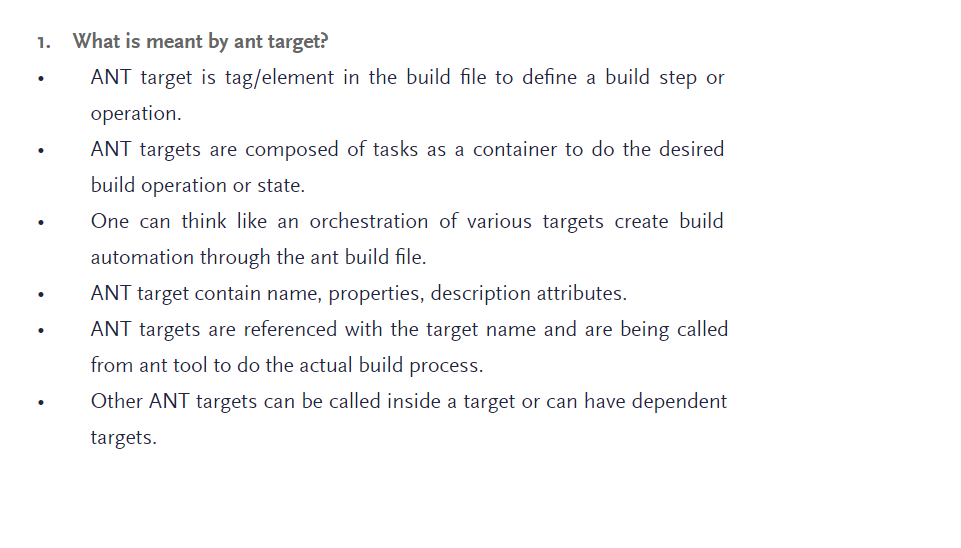 1. What is meant by ant target?
• ANT target is tag/element in the build file to define a build step or
operation.
• ANT targets are composed of tasks as a container to do the desired
build operation or state.
• One can think like an orchestration of various targets create build
automation through the ant build file.
• ANT target contain name, properties, description attributes.
• ANT targets are referenced with the target name and are being called
from ant tool to do the actual build process.
• Other ANT targets can be called inside a target or can have dependent
targets.